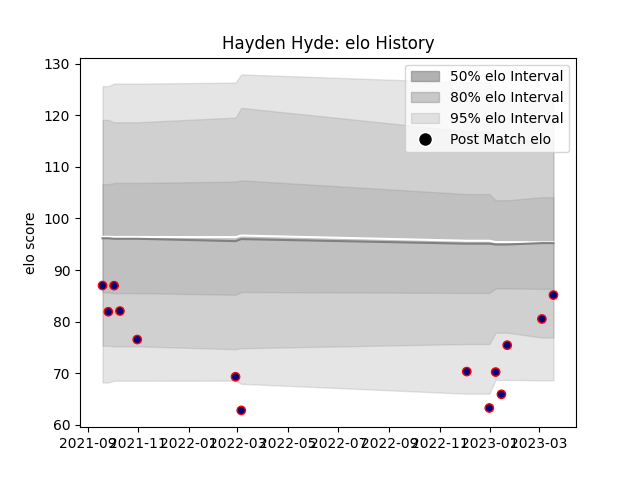 Hayden Hyde: elo History
50% elo Interval
80% elo Interval
95% elo Interval
Post Match elo
elo score
130
120
110
100
90
80
70
60
2021-09 2021-11 2022-01 2022-03 2022-05 2022-07 2022-09 2022-11 2023-01 2023-03